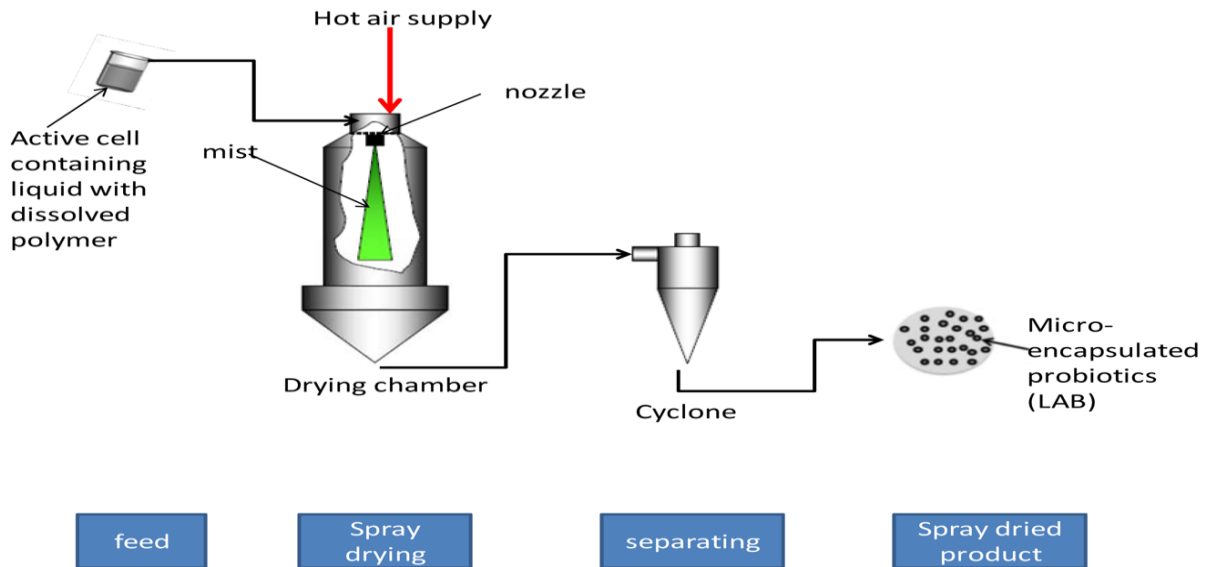 Hot air supply
nozzle
Active cell
containing
liquid with
dissolved
polymer
mist
Drying chamber
Cyclone
Micro-
encapsulated
probiotics
(LAB)
feed
Spray
drying
separating
Spray dried
product